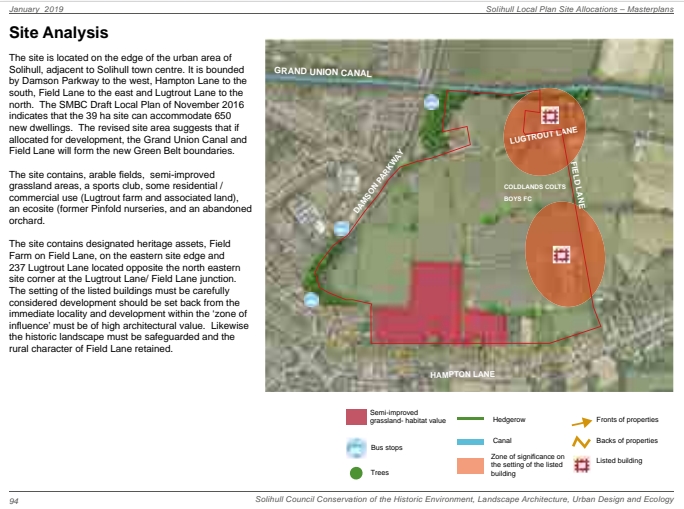 January 2019
Solihull Local Plan Site Allocations – Masterplans
Site Analysis
The site is located on the edge of the urban area of
Solihull, adjacent to Solihull town centre. It is bounded
by Damson Parkway to the west, Hampton Lane to the
south, Field Lane to the east and Lugtrout Lane to the
north. The SMBC Draft Local Plan of November 2016
indicates that the 39 ha site can accommodate 650
new dwellings. The revised site area suggests that if
allocated for development, the Grand Union Canal and
Field Lane will form the new Green Belt boundaries.
The site contains, arable fields, semi-improved
grassland areas, a sports club, some residential /
commercial use (Lugtrout farm and associated land),
an ecosite (former Pinfold nurseries, and an abandoned
orchard.
The site contains designated heritage assets, Field
Farm on Field Lane, on the eastern site edge and
237 Lugtrout Lane located opposite the north eastern
site corner at the Lugtrout Lane/ Field Lane junction.
The setting of the listed buildings must be carefully
considered development should be set back from the
immediate locality and development within the ‘zone of
influence’ must be of high architectural value. Likewise
the historic landscape must be safeguarded and the
rural character of Field Lane retained.
GRAND UNION CANAL
LUGTROUT LANE
DAMSON PARKWAY
FIELD LANE
COLDLANDS COLTS
BOYS FC
HAMPTON LANE
Semi-improved
grassland- habitat value
Bus stops
Trees
Hedgerow
Canal
Zone of significance on
the setting of the listed
building
Fronts of properties
Backs of properties
Listed building
94
Solihull Council Conservation of the Historic Environment, Landscape Architecture, Urban Design and Ecology